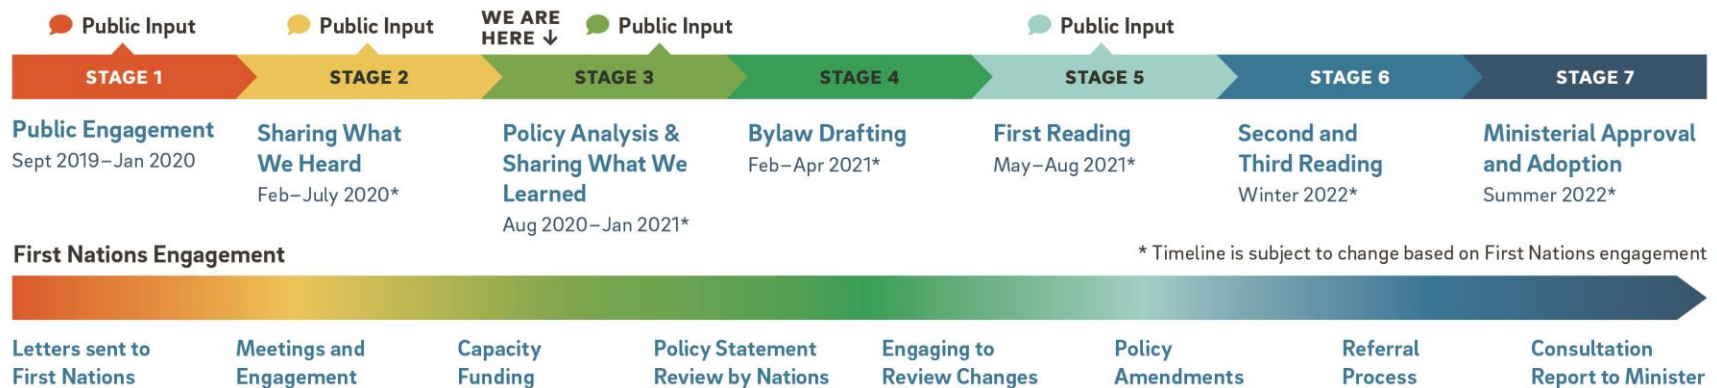 Public Input
Public Input
WE ARE
HERE ↓
Public Input
Public Input
STAGE 1
STAGE 2
STAGE 3
STAGE 4
STAGE 5
STAGE 6
STAGE 7
Public Engagement
Sept 2019–Jan 2020
Sharing What
We Heard
Feb–July 2020*
Policy Analysis &
Sharing What We
Learned
Aug 2020–Jan 2021*
Bylaw Drafting
Feb–Apr 2021*
First Reading
May–Aug 2021*
Second and
Third Reading
Winter 2022*
Ministerial Approval
and Adoption
Summer 2022*
First Nations Engagement
* Timeline is subject to change based on First Nations engagement
Letters sent to
First Nations
Meetings and
Engagement
Capacity
Funding
Policy Statement
Review by Nations
Engaging to
Review Changes
Policy
Amendments
Referral
Process
Consultation
Report to Minister